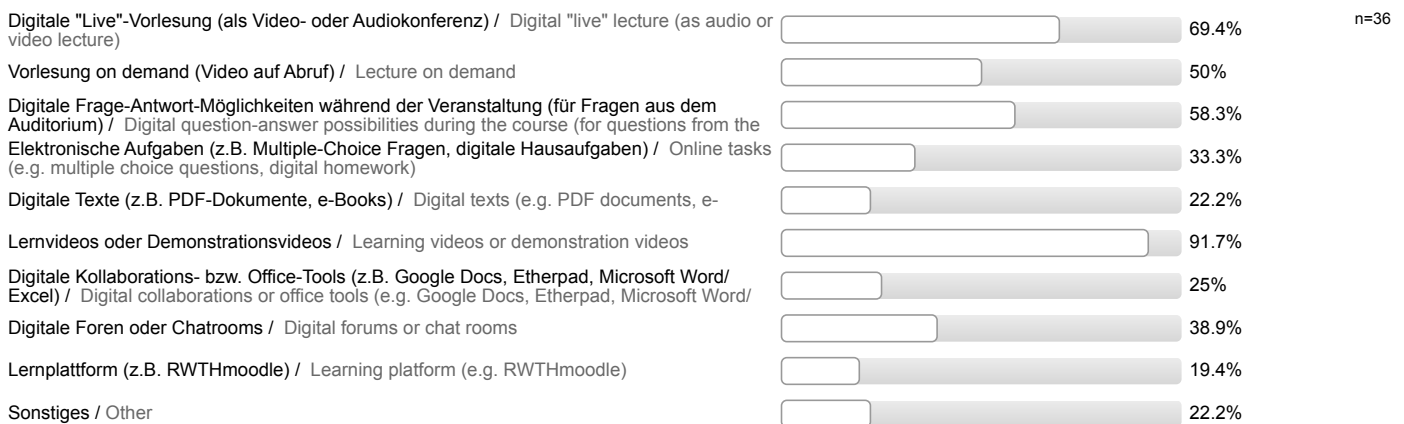 Digitale "Live"-Vorlesung (als Video- oder Audiokonferenz) / Digital "live" lecture (as audio or
video lecture)
69.4%
n=36
Vorlesung on demand (Video auf Abruf) / Lecture on demand
50%
Digitale Frage-Antwort-Möglichkeiten während der Veranstaltung (für Fragen aus dem
Auditorium) / Digital question-answer possibilities during the course (for questions from the
58.3%
Elektronische Aufgaben (z.B. Multiple-Choice Fragen, digitale Hausaufgaben) / Online tasks
(e.g. multiple choice questions, digital homework)
33.3%
Digitale Texte (z.B. PDF-Dokumente, e-Books) / Digital texts (e.g. PDF documents, e-
22.2%
Lernvideos oder Demonstrationsvideos / Learning videos or demonstration videos
91.7%
Digitale Kollaborations- bzw. Office-Tools (z.B. Google Docs, Etherpad, Microsoft Word/
Excel) / Digital collaborations or office tools (e.g. Google Docs, Etherpad, Microsoft Word/
25%
Digitale Foren oder Chatrooms / Digital forums or chat rooms
38.9%
Lernplattform (z.B. RWTHmoodle) / Learning platform (e.g. RWTHmoodle)
19.4%
Sonstiges / Other
22.2%